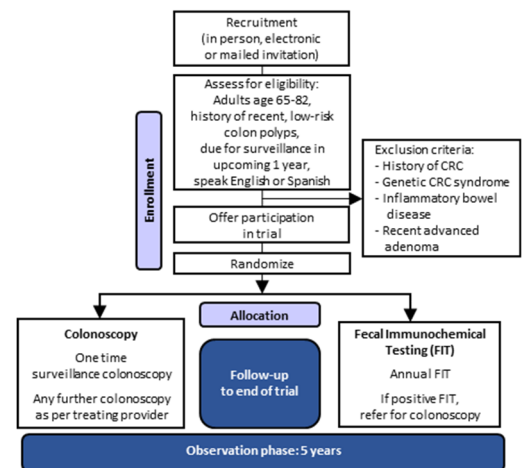 Recruitment
(in person, electronic
or mailed invitation)
Assess for eligibility:
Adults age 65-82,
history of recent, low-risk
colon polyps,
due for surveillance in
upcoming 1 year,
speak English or Spanish
Enrollment
Exclusion criteria:
- History of CRC
- Genetic CRC syndrome
- Inflammatory bowel
disease
- Recent advanced
adenoma
Offer participation
in trial
Randomize
Allocation
Colonoscopy
One time
surveillance colonoscopy
Any further colonoscopy
as per treating provider
Follow-up
to end of trial
Fecal Immunochemical
Testing (FIT)
Annual FIT
If positive FIT,
refer for colonoscopy
Observation phase: 5 years